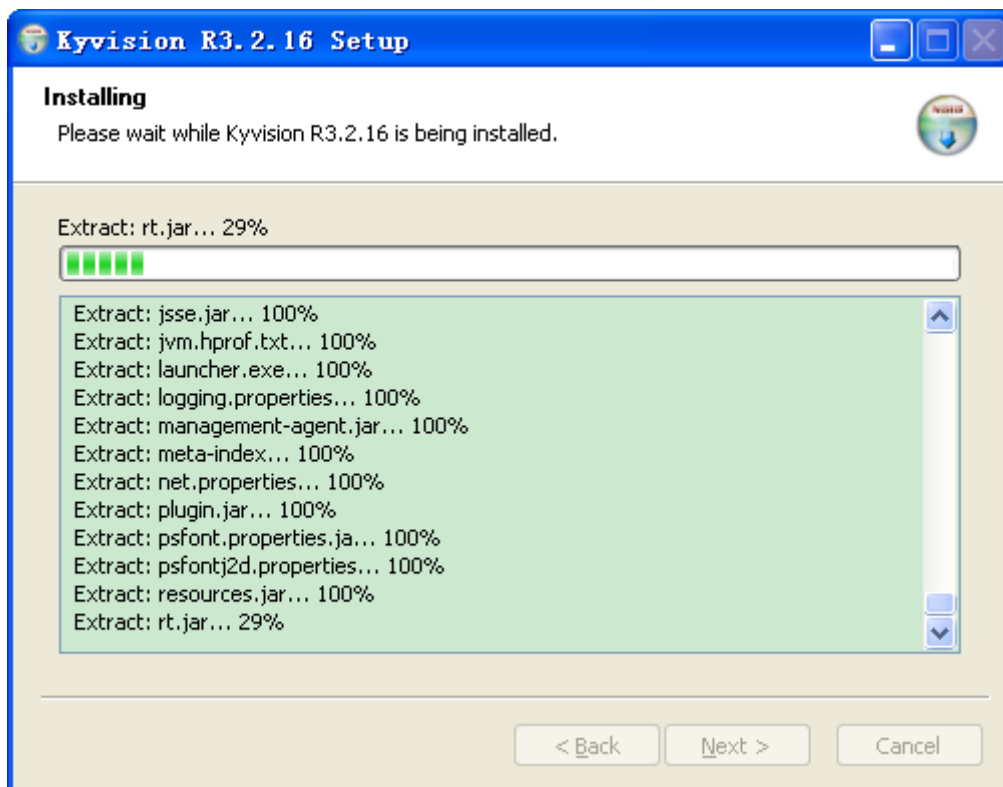 Kyvision R3.2.16 Setup
Installing
Please wait while Kyvision R3.2.16 is being installed.
Extract: rt.jar... 29%
Extract: jsse.jar... 100%
Extract: jvm.hprof.txt... 100%
Extract: launcher.exe... 100%
Extract: logging.properties... 100%
Extract: management-agent.jar... 100%
Extract: meta-index... 100%
Extract: net.properties... 100%
Extract: plugin.jar... 100%
Extract: psfont.properties.ja... 100%
Extract: psfontj2d.properties... 100%
Extract: resources.jar... 100%
Extract: rt.jar... 29%
< Back Next > Cancel